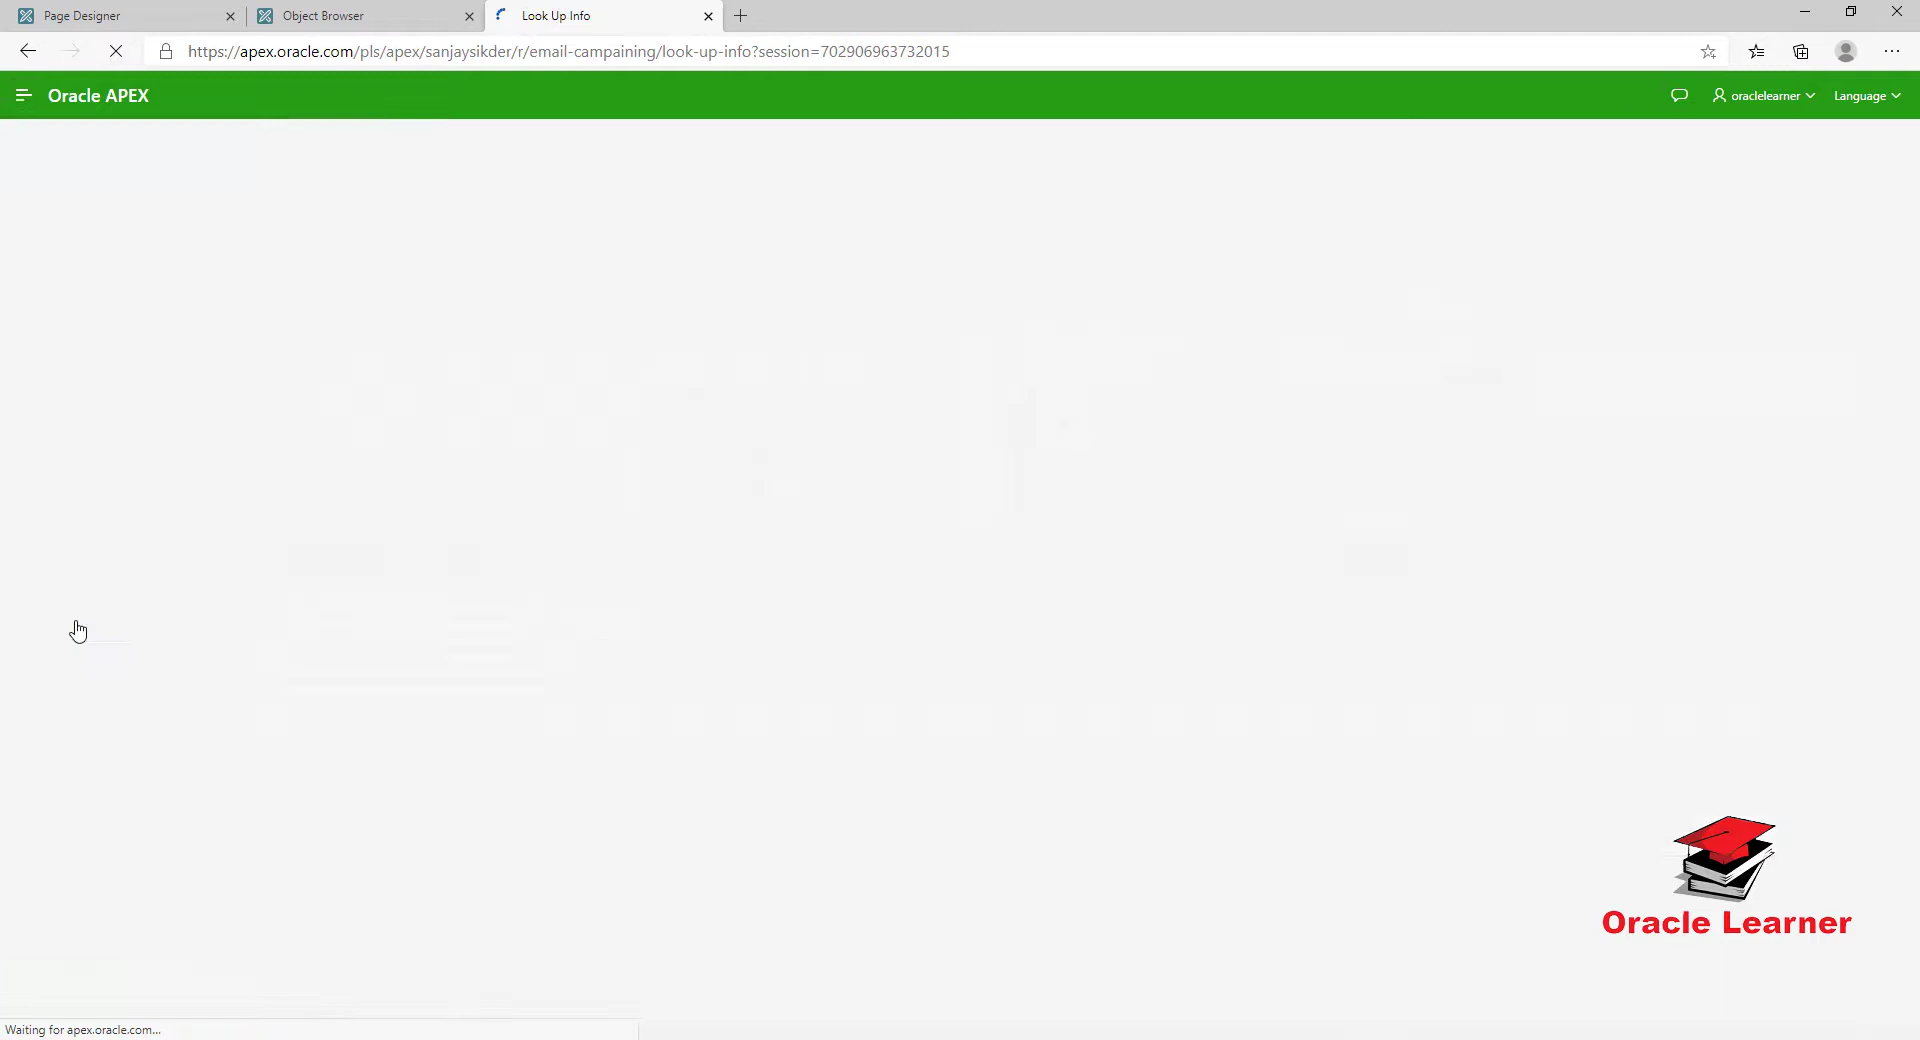 Page Designer
Object Browser
Look Up Info
https://apex.oracle.com/pls/apex/sanjaysikder/r/email-campaining/look-up-info?session=702906963732015
Oracle APEX
oraclelearner
Language
Oracle Learner
Waiting for apex.oracle.com...